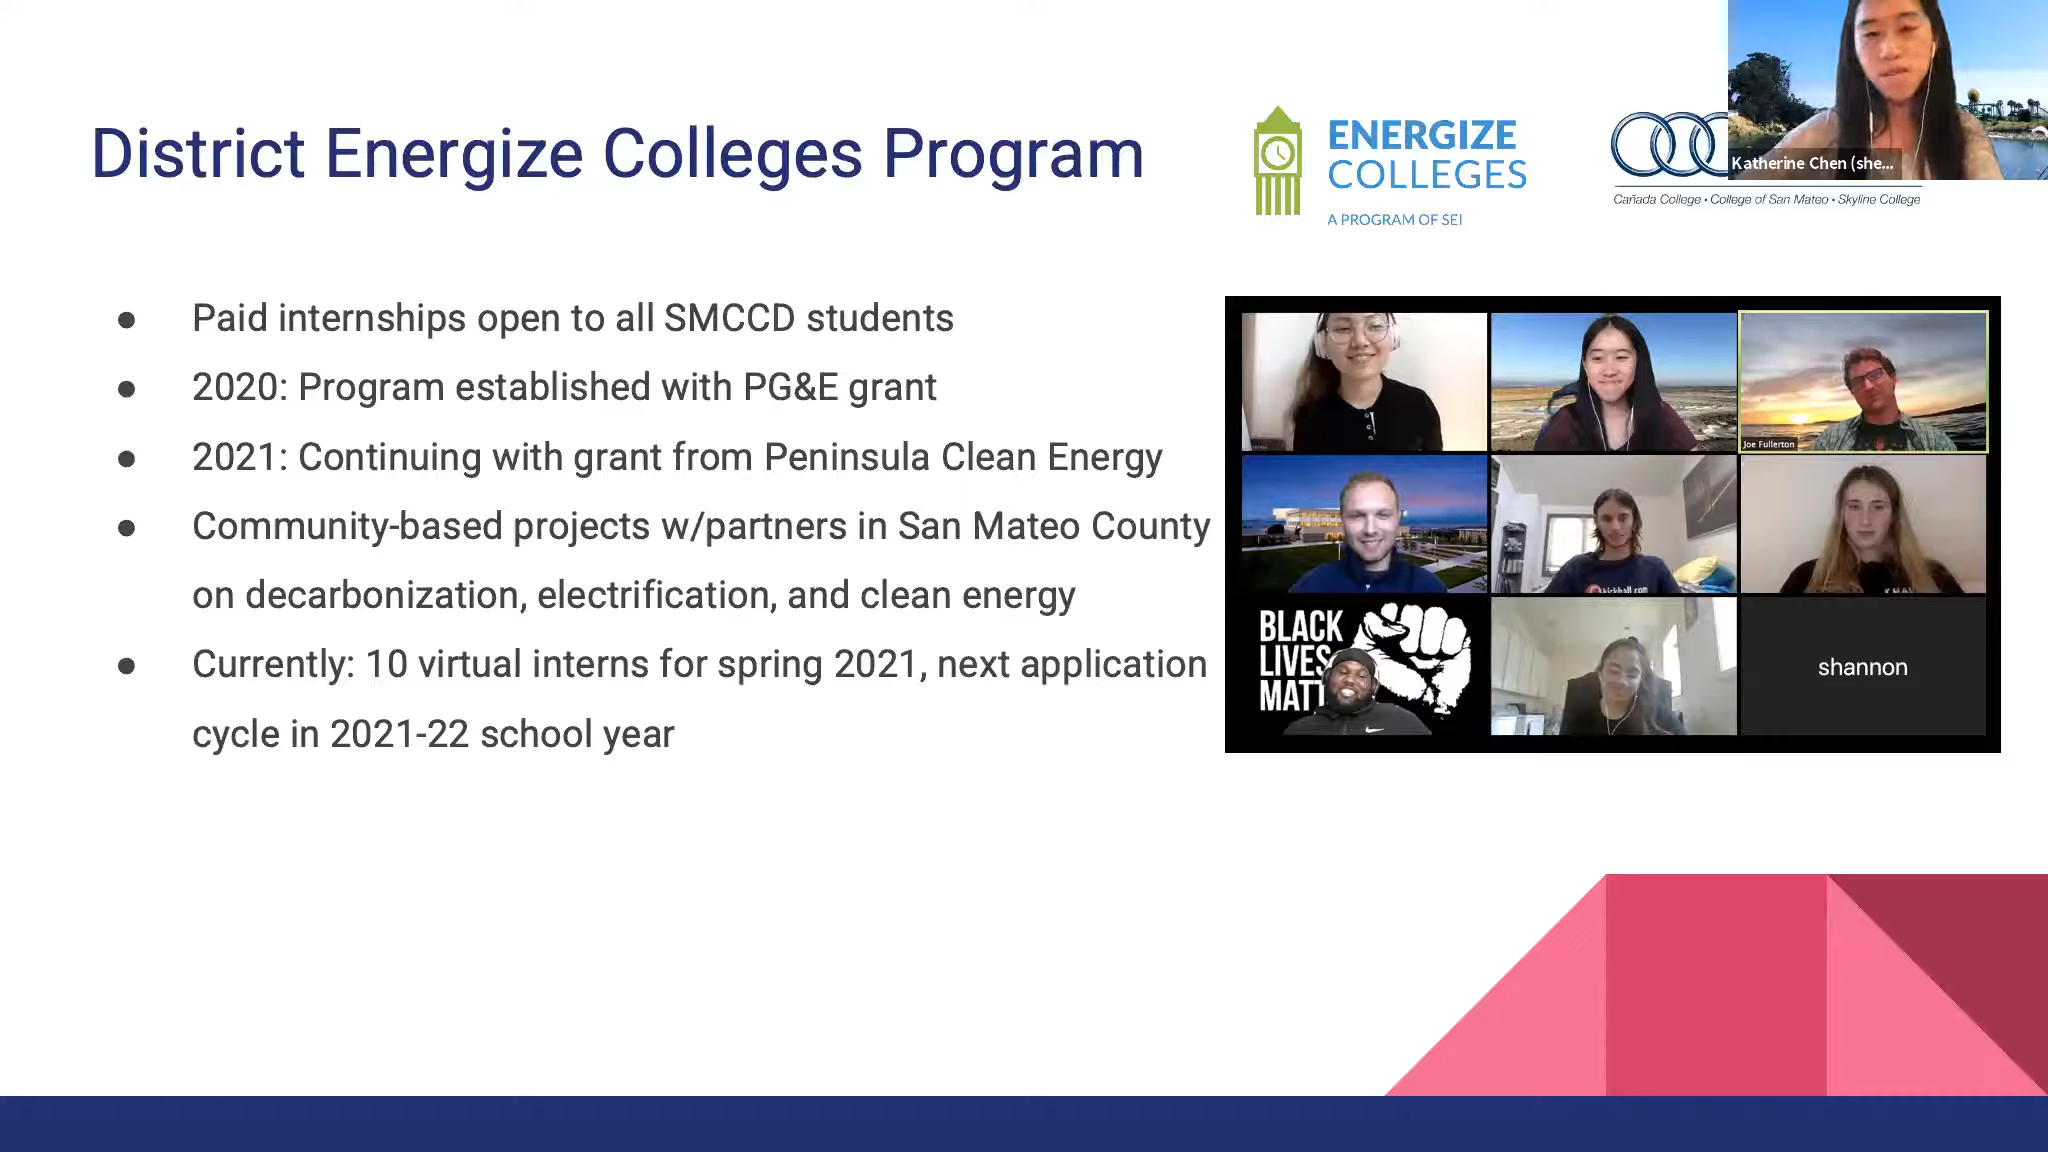 District Energize Colleges Program
ENERGIZE
COLLEGES
A PROGRAM OF SEI
Katherine Chen (she...
Cañada College • College of San Mateo • Skyline College
● Paid internships open to all SMCCD students
● 2020: Program established with PG&E grant
● 2021: Continuing with grant from Peninsula Clean Energy
● Community-based projects w/partners in San Mateo County
on decarbonization, electrification, and clean energy
● Currently: 10 virtual interns for spring 2021, next application
cycle in 2021-22 school year
Joe Fullerton
BLACK
LIVES
MATT
shannon